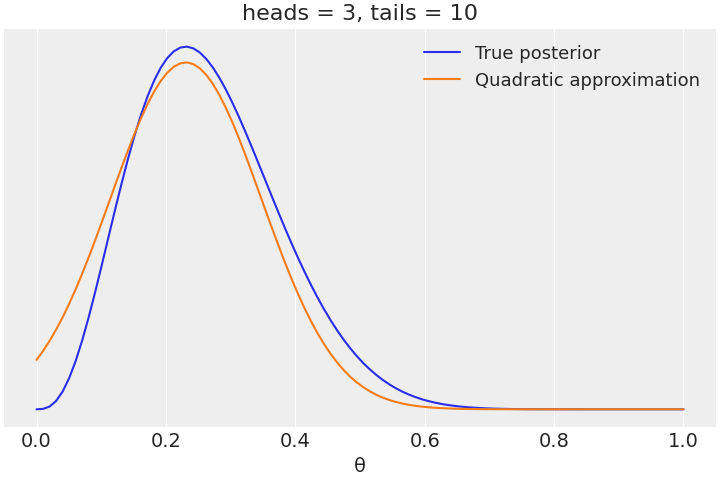 heads = 3, tails = 10
True posterior
Quadratic approximation
0.0 0.2 0.4 0.6 0.8 1.0
θ